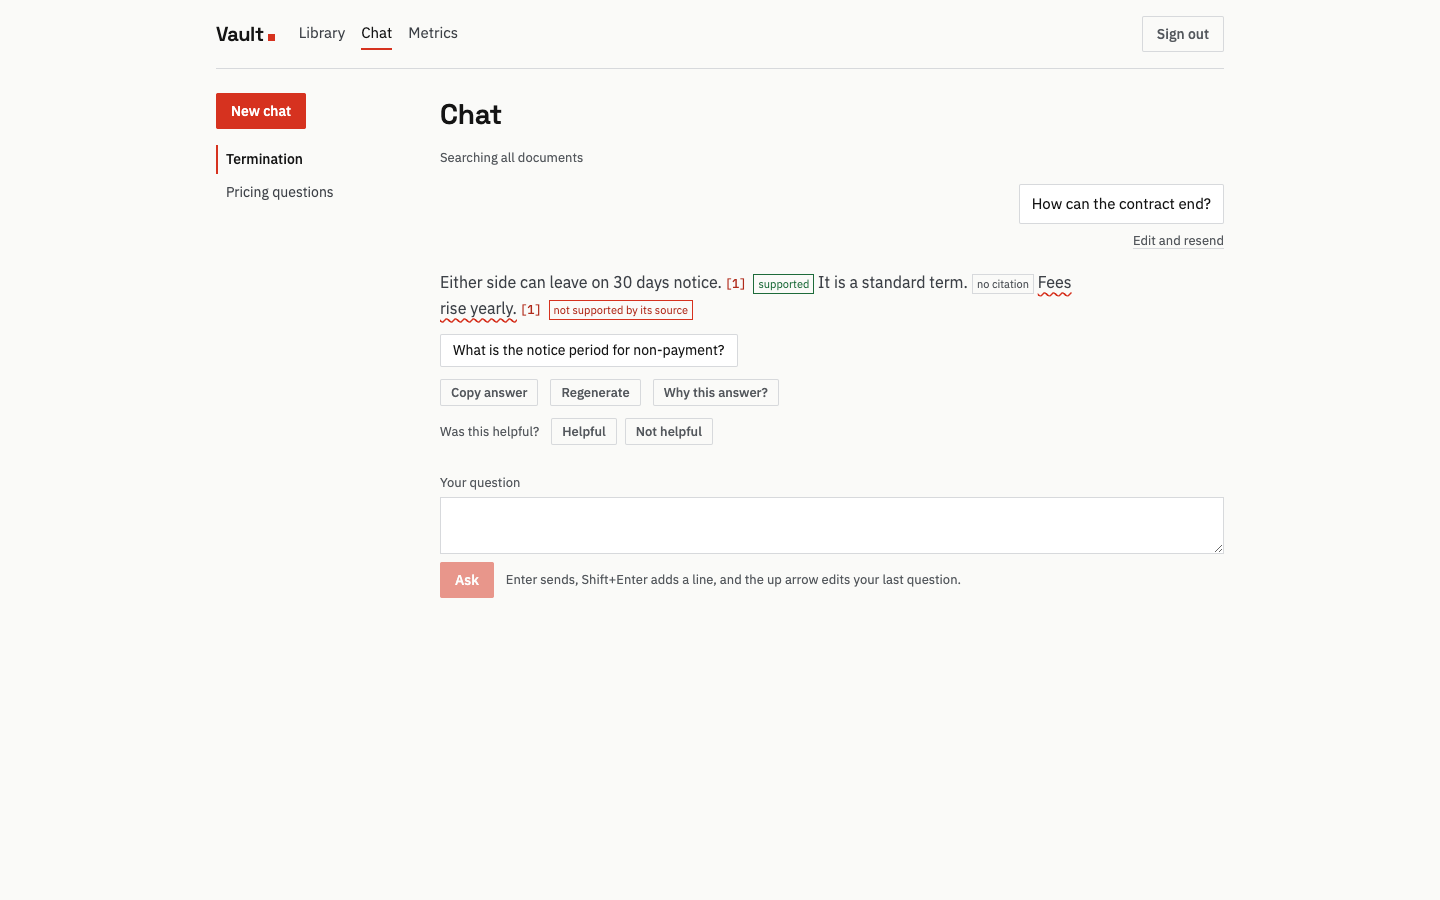 Vault
Library
Chat
Metrics
Sign out
New chat
Termination
Pricing questions
Chat
Searching all documents
How can the contract end?
Edit and resend
Either side can leave on 30 days notice. [1] supported It is a standard term. no citation Fees
rise yearly. [1] not supported by its source
What is the notice period for non-payment?
Copy answer
Regenerate
Why this answer?
Was this helpful?
Helpful
Not helpful
Your question
Ask
Enter sends, Shift+Enter adds a line, and the up arrow edits your last question.